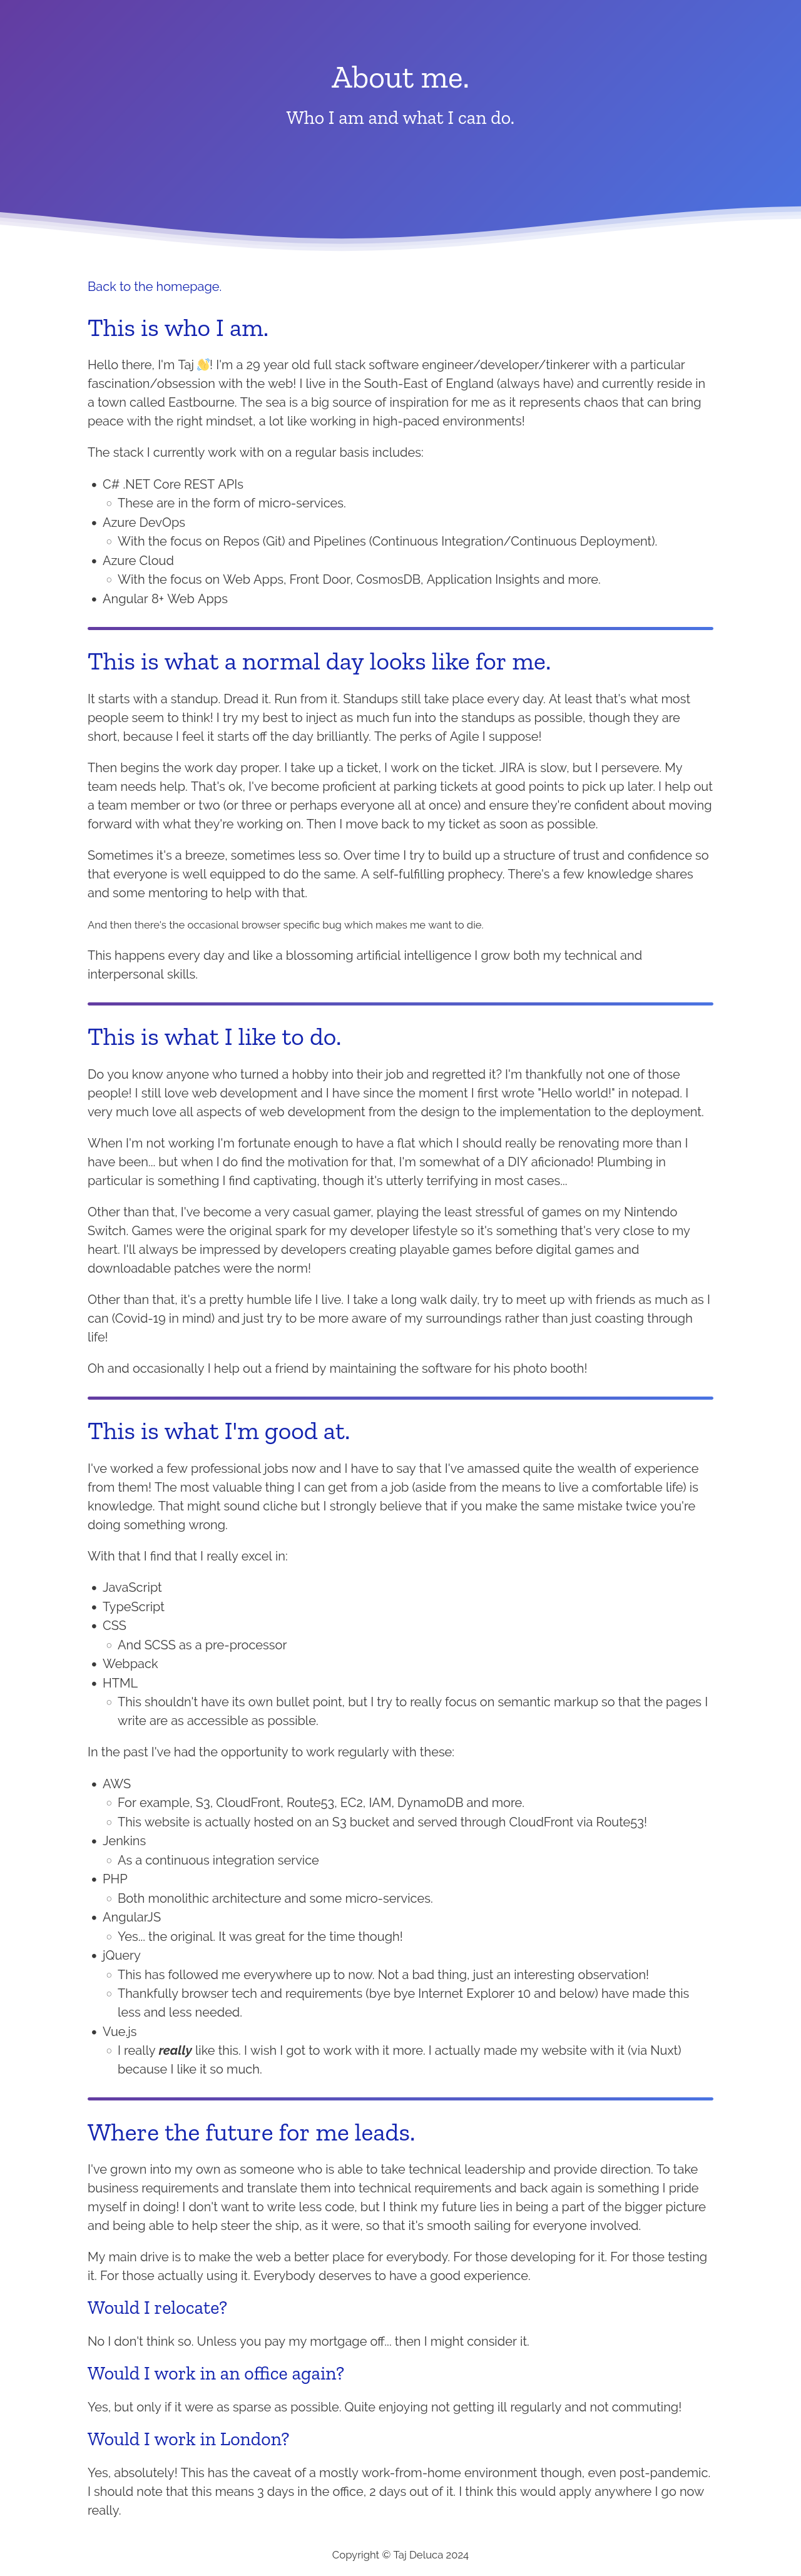 About me.
Who I am and what I can do.
Back to the homepage.
This is who I am.
Hello there, I'm Taj 👋! I'm a 29 year old full stack software engineer/developer/tinkerer with a particular
fascination/obsession with the web! I live in the South-East of England (always have) and currently reside in
a town called Eastbourne. The sea is a big source of inspiration for me as it represents chaos that can bring
peace with the right mindset, a lot like working in high-paced environments!
The stack I currently work with on a regular basis includes:
• C# .NET Core REST APIs
◦ These are in the form of micro-services.
• Azure DevOps
◦ With the focus on Repos (Git) and Pipelines (Continuous Integration/Continuous Deployment).
• Azure Cloud
◦ With the focus on Web Apps, Front Door, CosmosDB, Application Insights and more.
• Angular 8+ Web Apps
This is what a normal day looks like for me.
It starts with a standup. Dread it. Run from it. Standups still take place every day. At least that's what most
people seem to think! I try my best to inject as much fun into the standups as possible, though they are
short, because I feel it starts off the day brilliantly. The perks of Agile I suppose!
Then begins the work day proper. I take up a ticket, I work on the ticket. JIRA is slow, but I persevere. My
team needs help. That's ok, I've become proficient at parking tickets at good points to pick up later. I help out
a team member or two (or three or perhaps everyone all at once) and ensure they're confident about moving
forward with what they're working on. Then I move back to my ticket as soon as possible.
Sometimes it's a breeze, sometimes less so. Over time I try to build up a structure of trust and confidence so
that everyone is well equipped to do the same. A self-fulfilling prophecy. There's a few knowledge shares
and some mentoring to help with that.
And then there's the occasional browser specific bug which makes me want to die.
This happens every day and like a blossoming artificial intelligence I grow both my technical and
interpersonal skills.
This is what I like to do.
Do you know anyone who turned a hobby into their job and regretted it? I'm thankfully not one of those
people! I still love web development and I have since the moment I first wrote "Hello world!" in notepad. I
very much love all aspects of web development from the design to the implementation to the deployment.
When I'm not working I'm fortunate enough to have a flat which I should really be renovating more than I
have been... but when I do find the motivation for that, I'm somewhat of a DIY aficionado! Plumbing in
particular is something I find captivating, though it's utterly terrifying in most cases...
Other than that, I've become a very casual gamer, playing the least stressful of games on my Nintendo
Switch. Games were the original spark for my developer lifestyle so it's something that's very close to my
heart. I'll always be impressed by developers creating playable games before digital games and
downloadable patches were the norm!
Other than that, it's a pretty humble life I live. I take a long walk daily, try to meet up with friends as much as I
can (Covid-19 in mind) and just try to be more aware of my surroundings rather than just coasting through
life!
Oh and occasionally I help out a friend by maintaining the software for his photo booth!
This is what I'm good at.
I've worked a few professional jobs now and I have to say that I've amassed quite the wealth of experience
from them! The most valuable thing I can get from a job (aside from the means to live a comfortable life) is
knowledge. That might sound cliche but I strongly believe that if you make the same mistake twice you're
doing something wrong.
With that I find that I really excel in:
• JavaScript
• TypeScript
• CSS
◦ And SCSS as a pre-processor
• Webpack
• HTML
◦ This shouldn't have its own bullet point, but I try to really focus on semantic markup so that the pages I
write are as accessible as possible.
In the past I've had the opportunity to work regularly with these:
• AWS
◦ For example, S3, CloudFront, Route53, EC2, IAM, DynamoDB and more.
◦ This website is actually hosted on an S3 bucket and served through CloudFront via Route53!
• Jenkins
◦ As a continuous integration service
• PHP
◦ Both monolithic architecture and some micro-services.
• AngularJS
◦ Yes... the original. It was great for the time though!
• jQuery
◦ This has followed me everywhere up to now. Not a bad thing, just an interesting observation!
◦ Thankfully browser tech and requirements (bye bye Internet Explorer 10 and below) have made this
less and less needed.
• Vue.js
◦ I really really like this. I wish I got to work with it more. I actually made my website with it (via Nuxt)
because I like it so much.
Where the future for me leads.
I've grown into my own as someone who is able to take technical leadership and provide direction. To take
business requirements and translate them into technical requirements and back again is something I pride
myself in doing! I don't want to write less code, but I think my future lies in being a part of the bigger picture
and being able to help steer the ship, as it were, so that it's smooth sailing for everyone involved.
My main drive is to make the web a better place for everybody. For those developing for it. For those testing
it. For those actually using it. Everybody deserves to have a good experience.
Would I relocate?
No I don't think so. Unless you pay my mortgage off... then I might consider it.
Would I work in an office again?
Yes, but only if it were as sparse as possible. Quite enjoying not getting ill regularly and not commuting!
Would I work in London?
Yes, absolutely! This has the caveat of a mostly work-from-home environment though, even post-pandemic.
I should note that this means 3 days in the office, 2 days out of it. I think this would apply anywhere I go now
really.
Copyright © Taj Deluca 2024